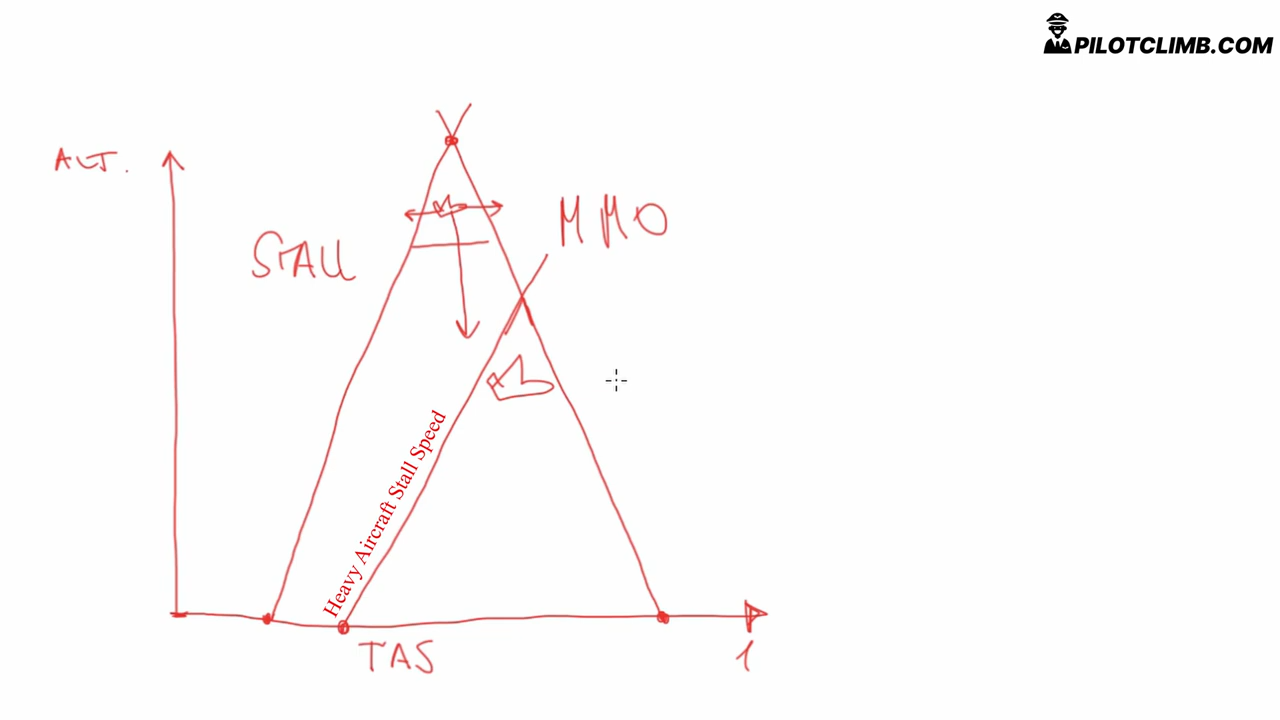 PILOTCLIMB.COM
ALT.
MMO
STALL
Heavy Aircraft Stall Speed
TAS
1